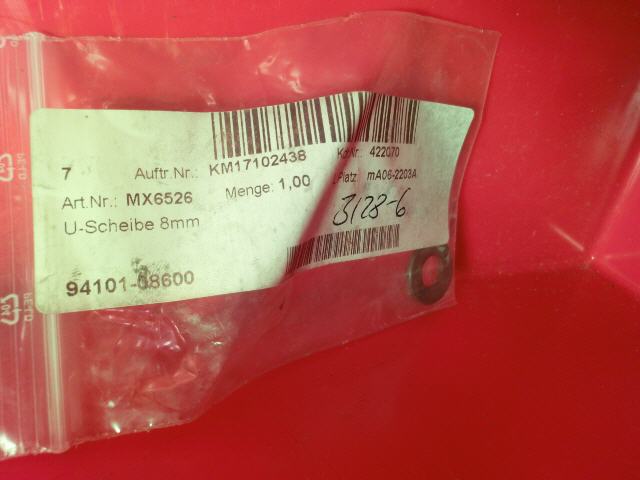 7 Auftr.Nr.: KM17102438 Kd.Nr.: 422070
Art.Nr.: MX6526 Menge: 1,00 L.Platz: mA06-2203A
U-Scheibe 8mm 3128-6
94101-08600